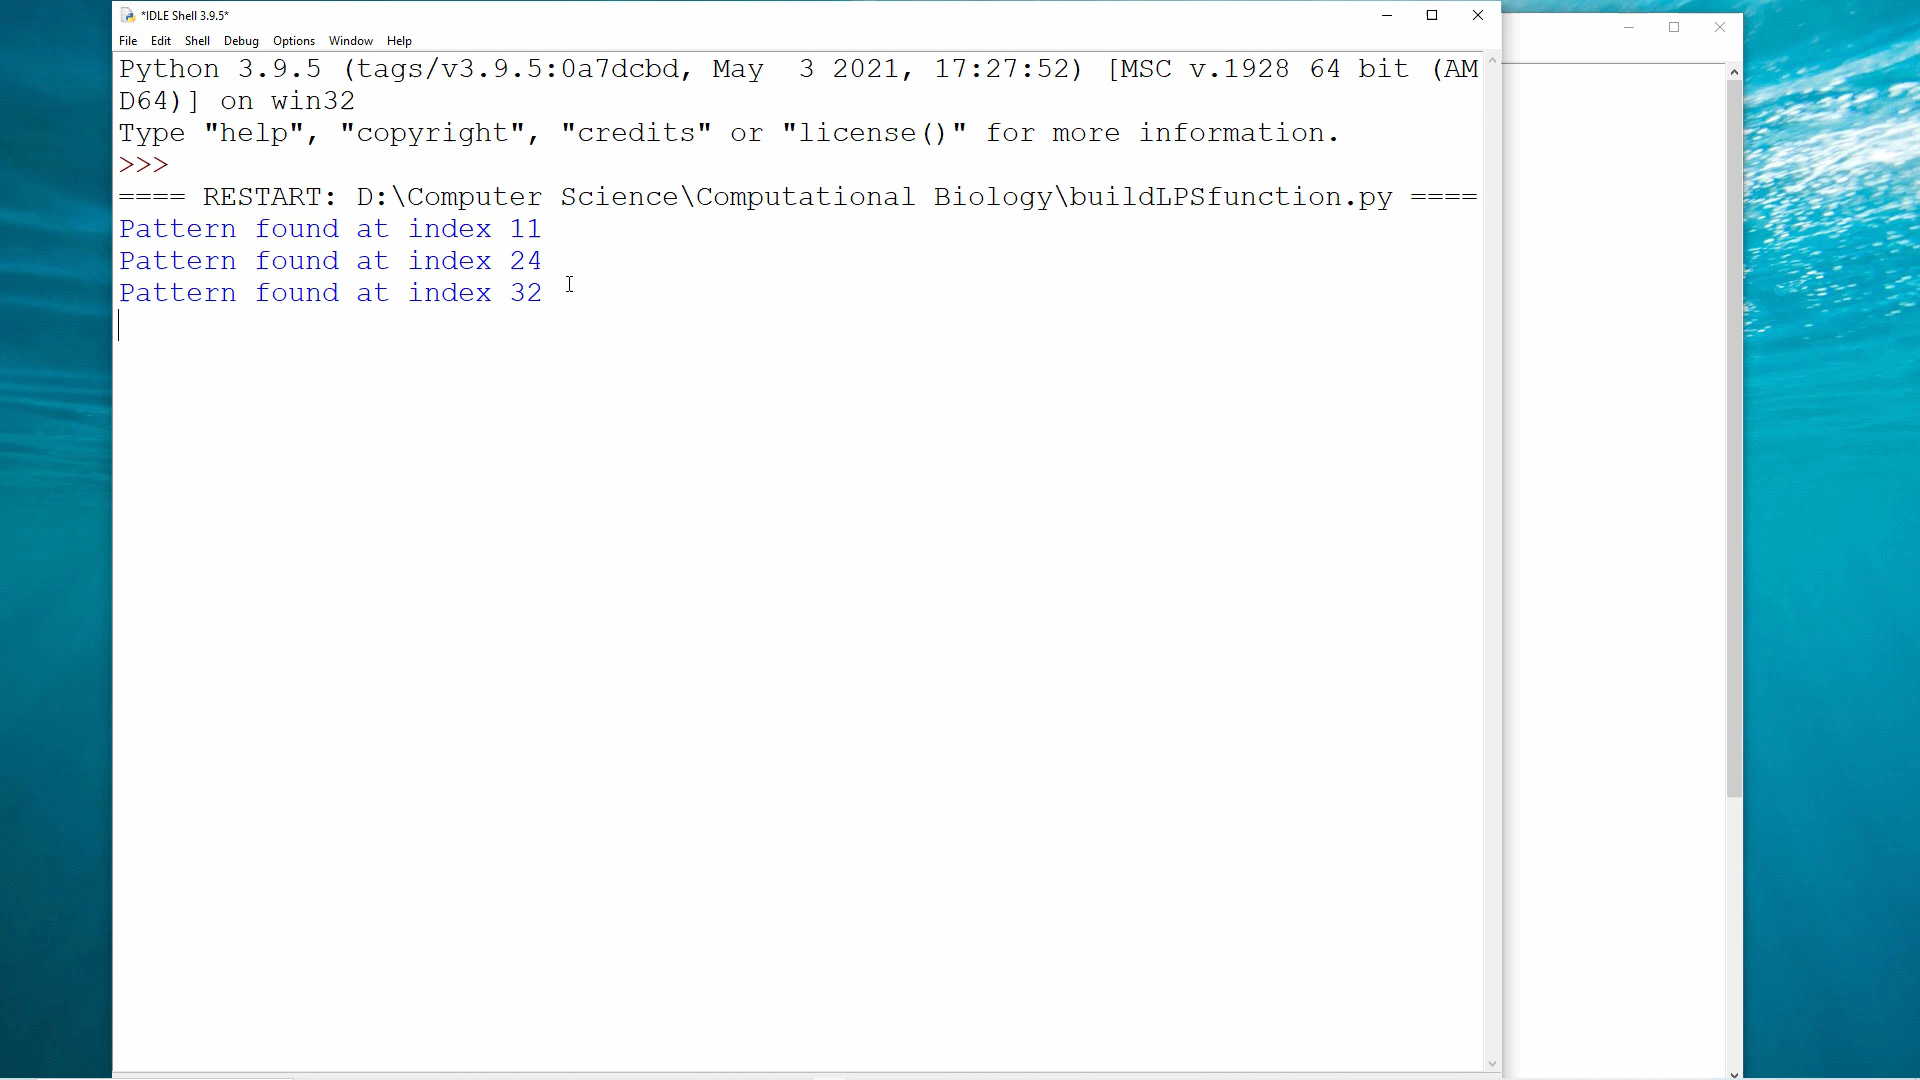 *IDLE Shell 3.9.5*
File Edit Shell Debug Options Window Help
Python 3.9.5 (tags/v3.9.5:0a7dcbd, May  3 2021, 17:27:52) [MSC v.1928 64 bit (AM
D64)] on win32
Type "help", "copyright", "credits" or "license()" for more information.
>>>
==== RESTART: D:\Computer Science\Computational Biology\buildLPSfunction.py ====
Pattern found at index 11
Pattern found at index 24
Pattern found at index 32